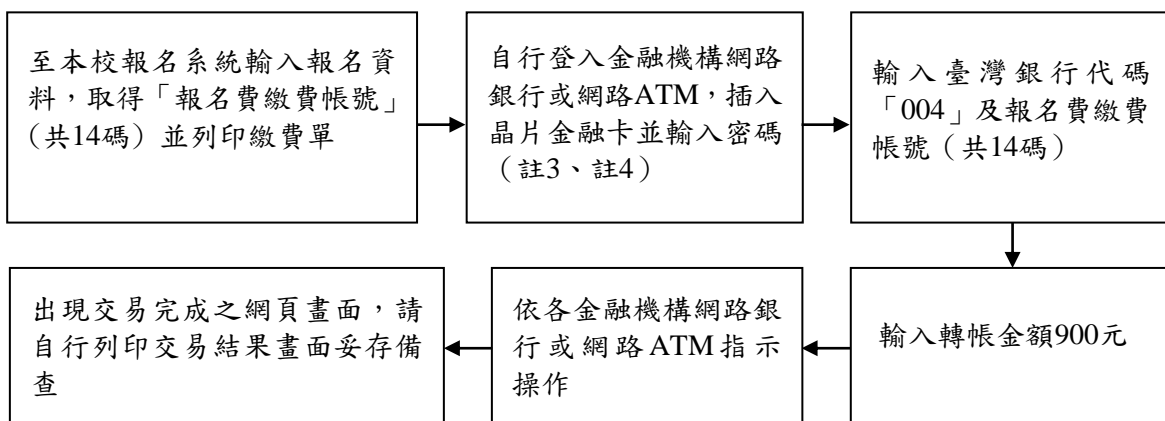 至本校報名系統輸入報名資
料，取得「報名費繳費帳號」
（共14碼）並列印繳費單
自行登入金融機構網路
銀行或網路ATM，插入
晶片金融卡並輸入密碼
（註3、註4）
輸入臺灣銀行代碼
「004」及報名費繳費
帳號（共14碼）
輸入轉帳金額900元
依各金融機構網路銀
行或網路ATM指示
操作
出現交易完成之網頁畫面，請
自行列印交易結果畫面妥存備
查